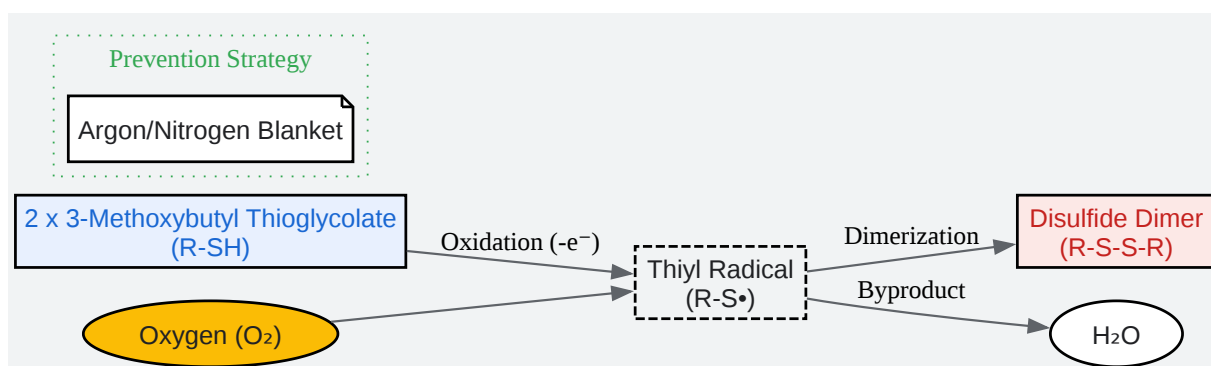 Prevention Strategy
Argon/Nitrogen Blanket
2 x 3-Methoxybutyl Thioglycolate
(R-SH)
Oxidation (-e⁻)
Oxygen (O₂)
Thiyl Radical
(R-S•)
Dimerization
Byproduct
Disulfide Dimer
(R-S-S-R)
H₂O